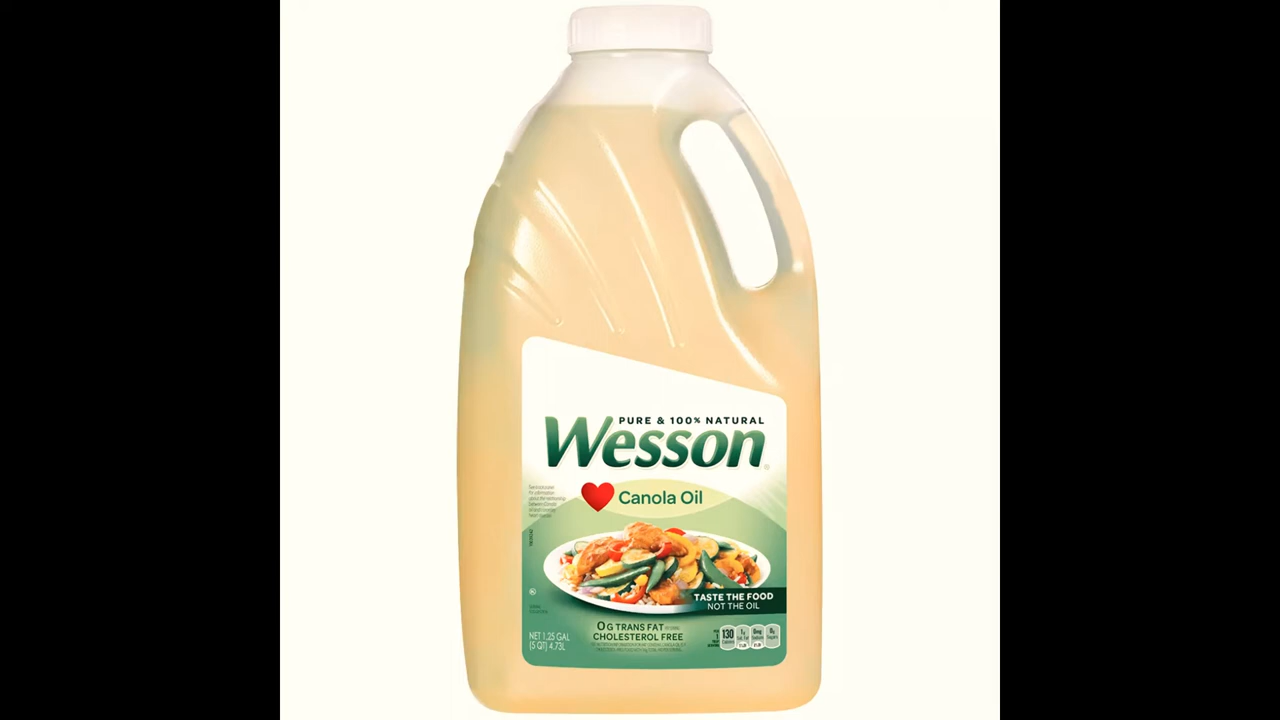 PURE & 100% NATURAL
Wesson
Canola Oil
TASTE THE FOOD
NOT THE OIL
0g TRANS FAT
CHOLESTEROL FREE
NET 1.25 GAL
(5 QT) 4.73L
130